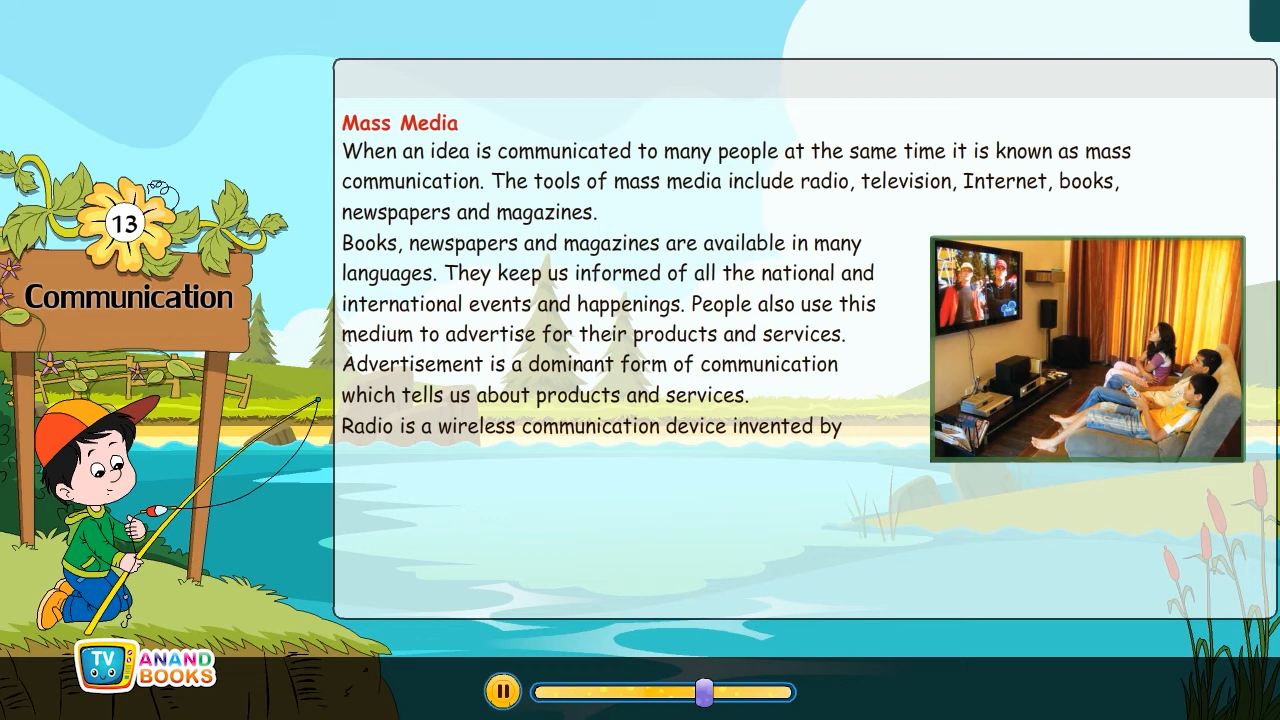 Mass Media
When an idea is communicated to many people at the same time it is known as mass
communication. The tools of mass media include radio, television, Internet, books,
newspapers and magazines.
Books, newspapers and magazines are available in many
languages. They keep us informed of all the national and
international events and happenings. People also use this
medium to advertise for their products and services.
Advertisement is a dominant form of communication
which tells us about products and services.
Radio is a wireless communication device invented by
13
Communication
TV
ANAND
BOOKS